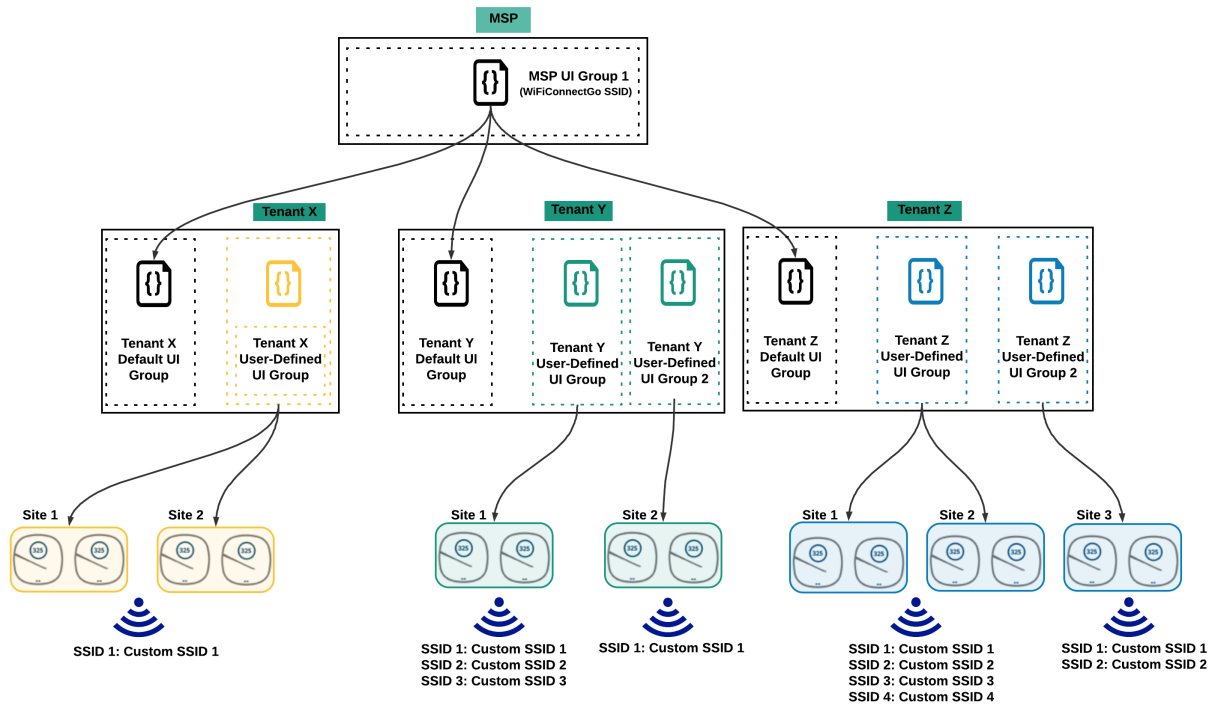 MSP
{}
MSP UI Group 1
(WiFiConnectGo SSID)
Tenant X
Tenant Y
Tenant Z
{}
{}
{}
{}
{}
{}
{}
{}
Tenant X
Default UI
Group
Tenant X
User-Defined
UI Group
Tenant Y
Default UI
Group
Tenant Y
User-Defined
UI Group
Tenant Y
User-Defined
UI Group 2
Tenant Z
Default UI
Group
Tenant Z
User-Defined
UI Group
Tenant Z
User-Defined
UI Group 2
Site 1
325
325
Site 2
325
325
Site 1
325
325
Site 2
325
325
Site 1
325
325
Site 2
325
325
Site 3
325
325
SSID 1: Custom SSID 1
SSID 1: Custom SSID 1
SSID 2: Custom SSID 2
SSID 3: Custom SSID 3
SSID 1: Custom SSID 1
SSID 1: Custom SSID 1
SSID 2: Custom SSID 2
SSID 3: Custom SSID 3
SSID 4: Custom SSID 4
SSID 1: Custom SSID 1
SSID 2: Custom SSID 2